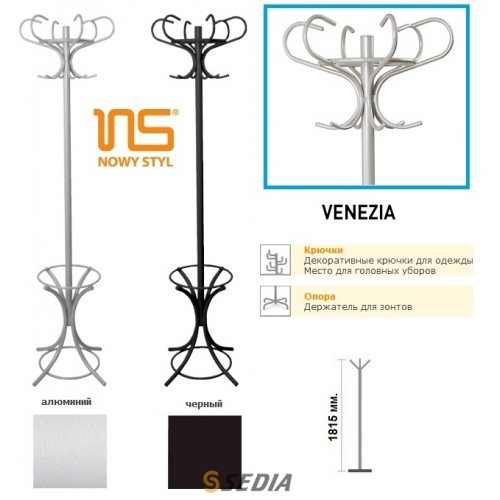 NS®
NOWY STYL
VENEZIA
Крючки
Декоративные крючки для одежды
Место для головных уборов
Опора
Держатель для зонтов
алюминий
черный
1815 мм.
SEDIA